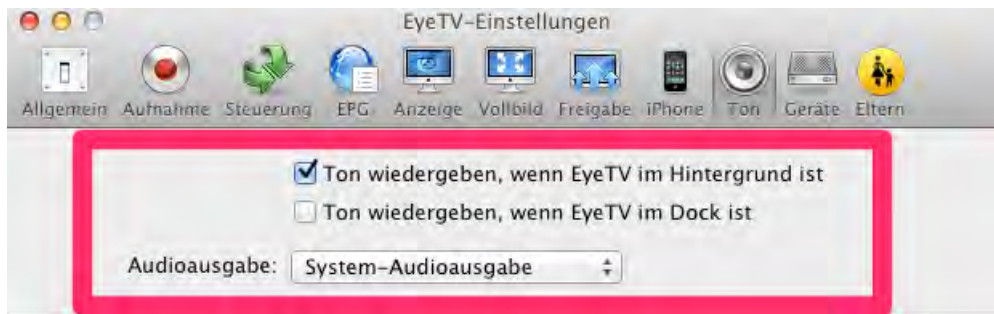 EyeTV-Einstellungen
Allgemein Aufnahme Steuerung EPG Anzeige Vollbild Freigabe iPhone Ton Geräte Eltern
Ton wiedergeben, wenn EyeTV im Hintergrund ist
Ton wiedergeben, wenn EyeTV im Dock ist
Audioausgabe: System-Audioausgabe